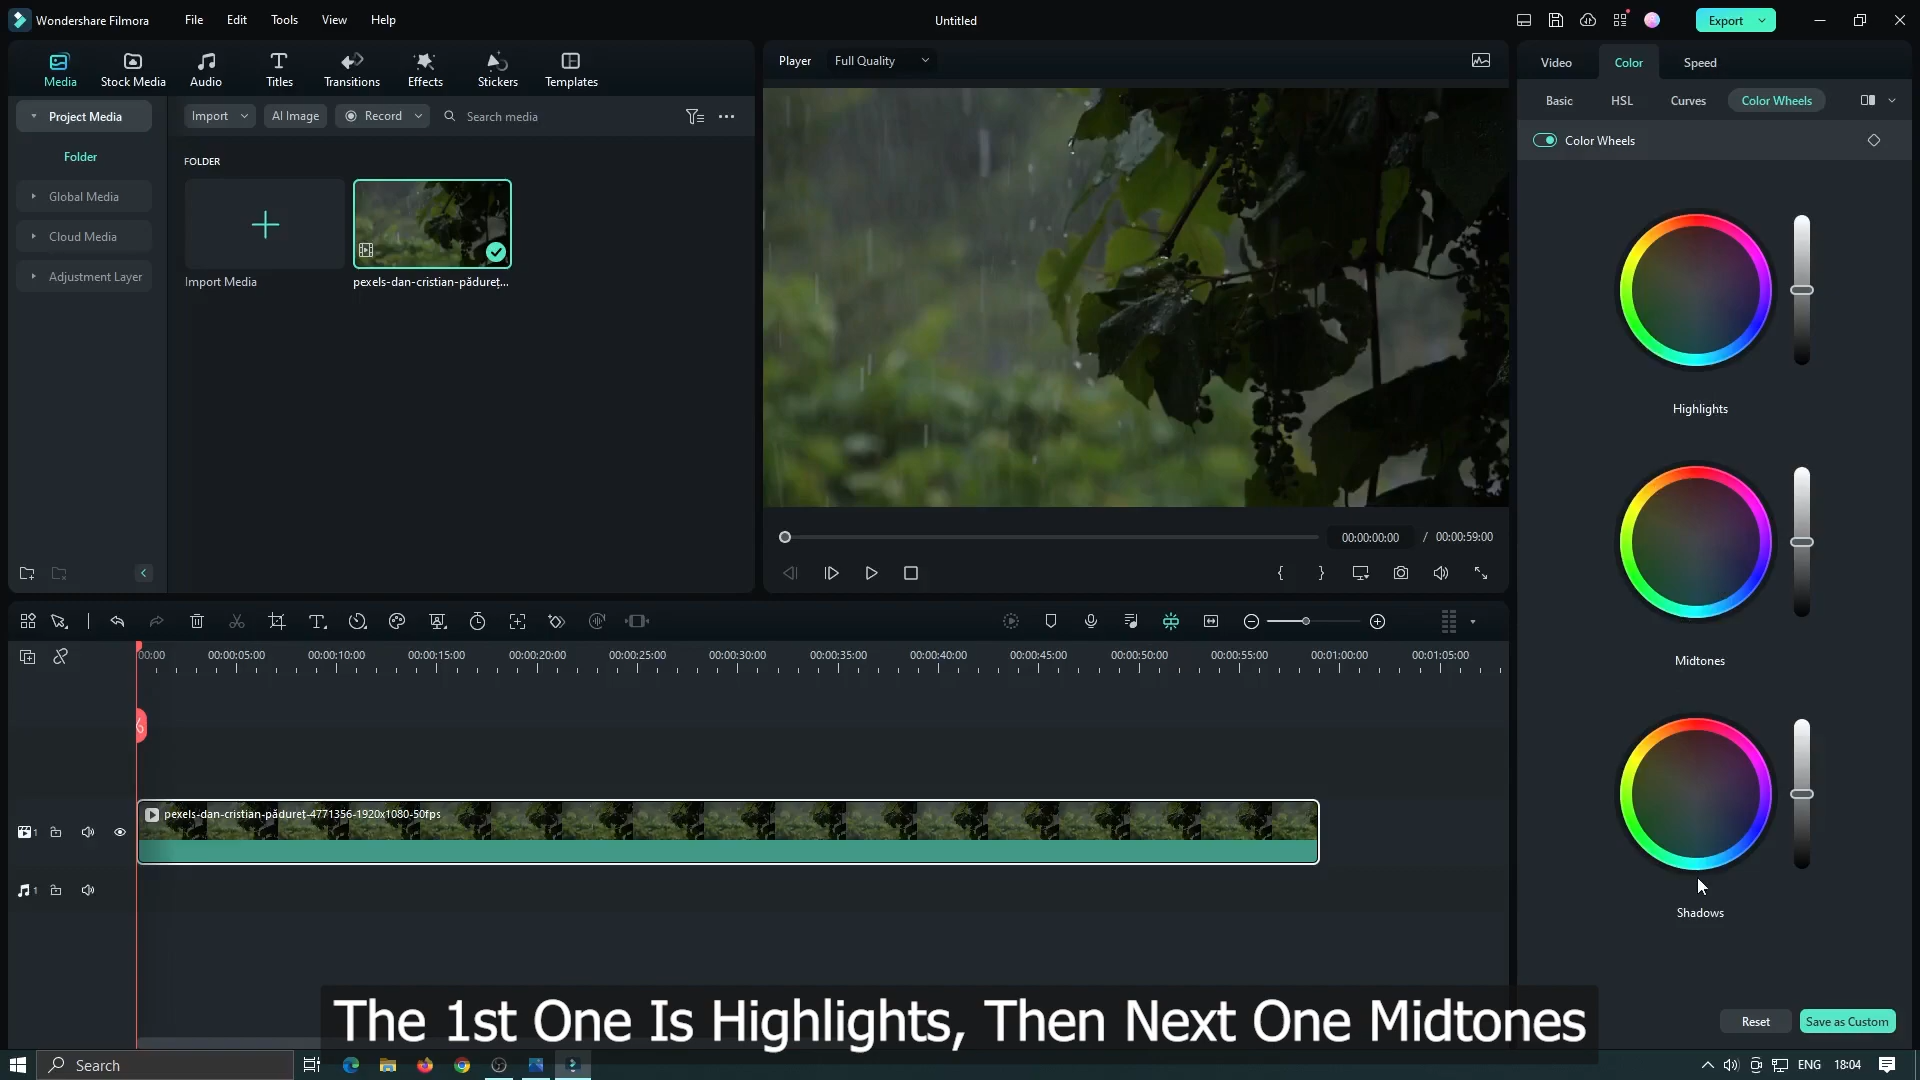 Wondershare Filmora
File
Edit
Tools
View
Help
Untitled
Export
Media
Stock Media
Audio
Titles
Transitions
Effects
Stickers
Templates
Player
Full Quality
Video
Color
Speed
Basic
HSL
Curves
Color Wheels
Project Media
Import
AI Image
Record
Search media
Color Wheels
Folder
FOLDER
Global Media
Cloud Media
Adjustment Layer
Import Media
pexels-dan-cristian-pădureț...
Highlights
00:00:00:00
/
00:00:59:00
Midtones
00:00
00:00:05:00
00:00:10:00
00:00:15:00
00:00:20:00
00:00:25:00
00:00:30:00
00:00:35:00
00:00:40:00
00:00:45:00
00:00:50:00
00:00:55:00
00:01:00:00
00:01:05:00
pexels-dan-cristian-pădureț-4771356-1920x1080-50fps
1
1
Shadows
The 1st One Is Highlights, Then Next One Midtones
Reset
Save as Custom
Search
ENG
18:04